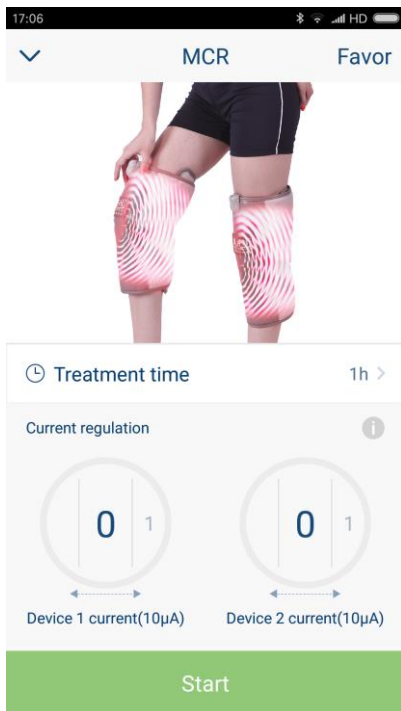 17:06 HD
MCR Favor
Treatment time 1h
Current regulation
0 1 0 1
Device 1 current(10μA) Device 2 current(10μA)
Start